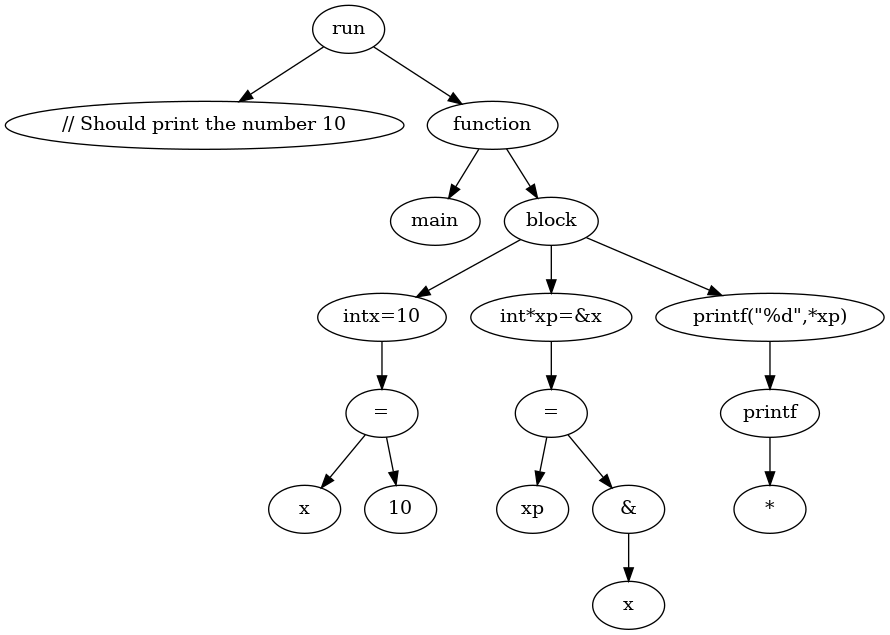 run
// Should print the number 10
function
main
block
intx=10
int*xp=&x
printf("%d",*xp)
=
=
printf
x
10
xp
&
*
x